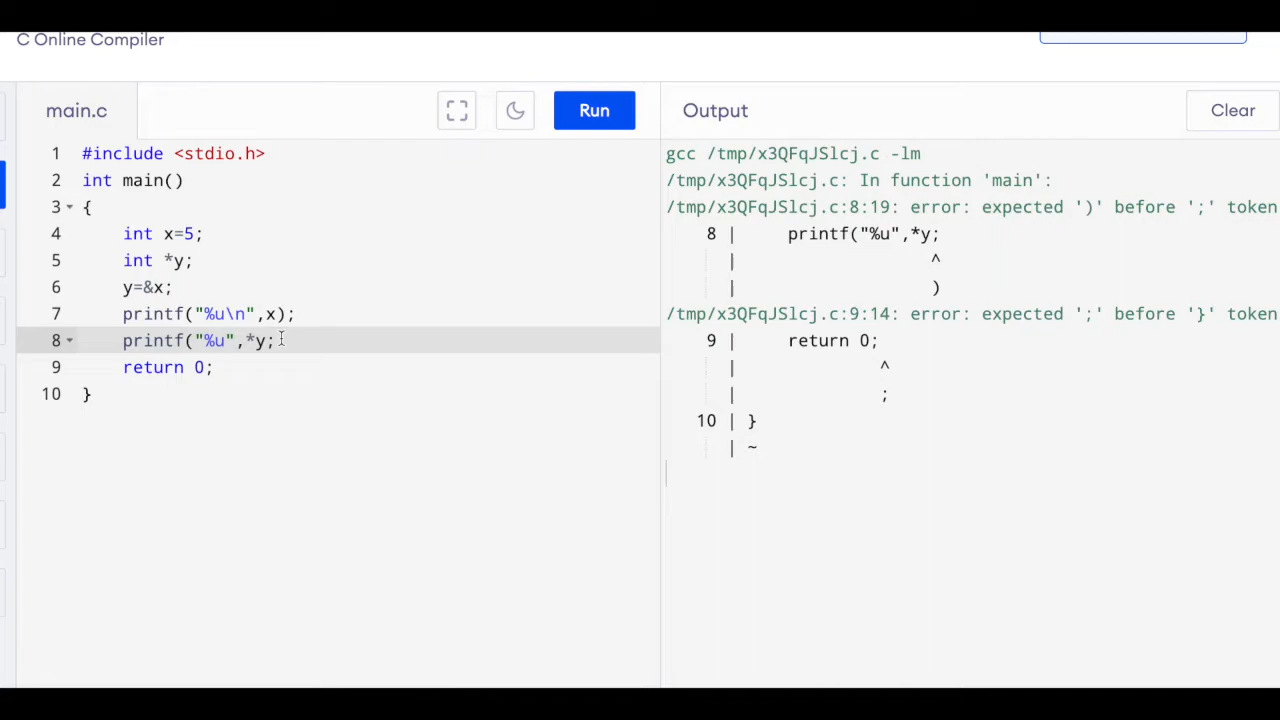 C Online Compiler
main.c
Run
Output
Clear
1 #include <stdio.h>
2 int main()
3 {
4     int x=5;
5     int *y;
6     y=&x;
7     printf("%u\n",x);
8     printf("%u",*y;
9     return 0;
10 }
gcc /tmp/x3QFqJSlcj.c -lm
/tmp/x3QFqJSlcj.c: In function 'main':
/tmp/x3QFqJSlcj.c:8:19: error: expected ')' before ';' token
8 |     printf("%u",*y;
|                   ^
|                   )
/tmp/x3QFqJSlcj.c:9:14: error: expected ';' before '}' token
9 |     return 0;
|              ^
|              ;
10 | }
| ~